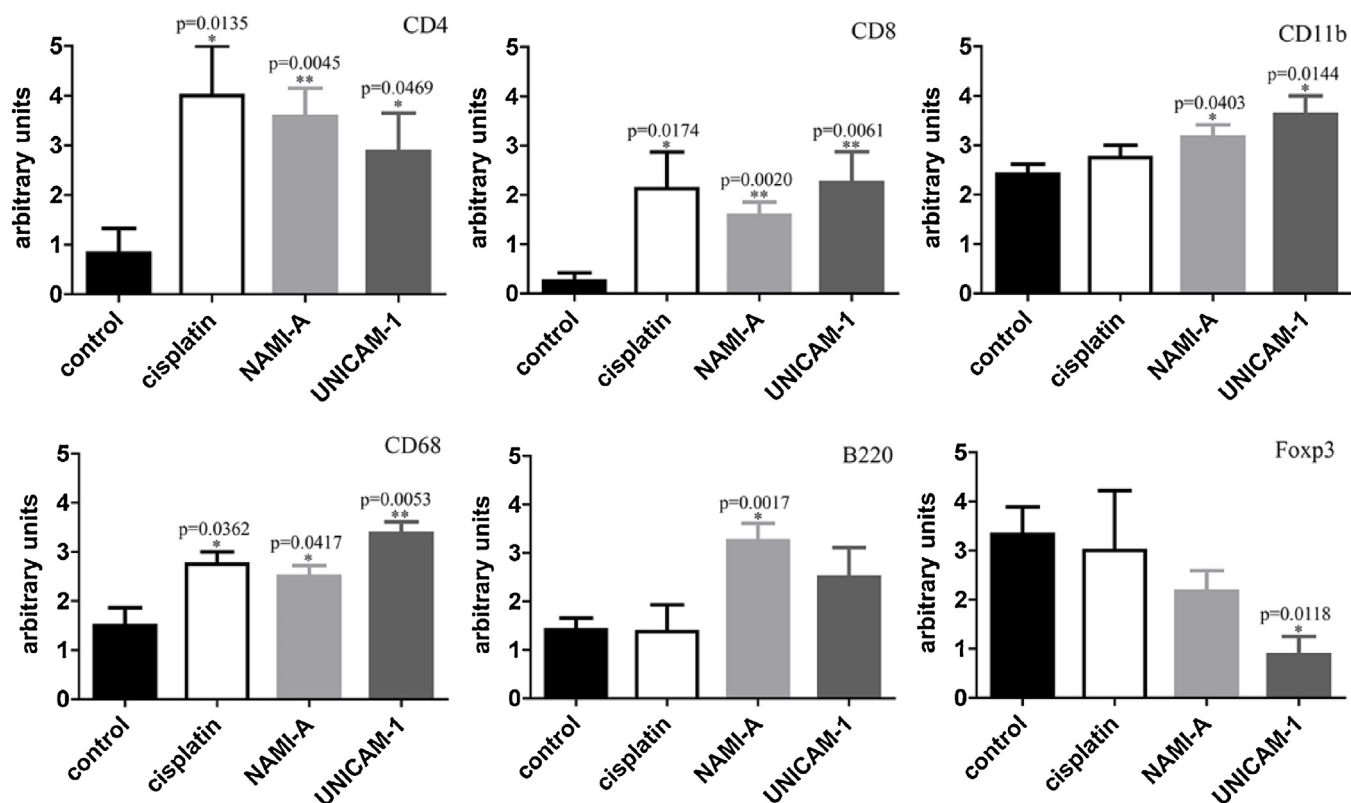 CD4
arbitrary units
5
4
3
2
1
0
p=0.0135
*
p=0.0045
**
p=0.0469
*
control
cisplatin
NAMI-A
UNICAM-1
CD8
arbitrary units
5
4
3
2
1
0
p=0.0174
*
p=0.0020
**
p=0.0061
**
control
cisplatin
NAMI-A
UNICAM-1
CD11b
arbitrary units
5
4
3
2
1
0
p=0.0403
*
p=0.0144
*
control
cisplatin
NAMI-A
UNICAM-1
CD68
arbitrary units
5
4
3
2
1
0
p=0.0362
*
p=0.0417
*
p=0.0053
**
control
cisplatin
NAMI-A
UNICAM-1
B220
arbitrary units
5
4
3
2
1
0
p=0.0017
*
control
cisplatin
NAMI-A
UNICAM-1
Foxp3
arbitrary units
5
4
3
2
1
0
p=0.0118
*
control
cisplatin
NAMI-A
UNICAM-1